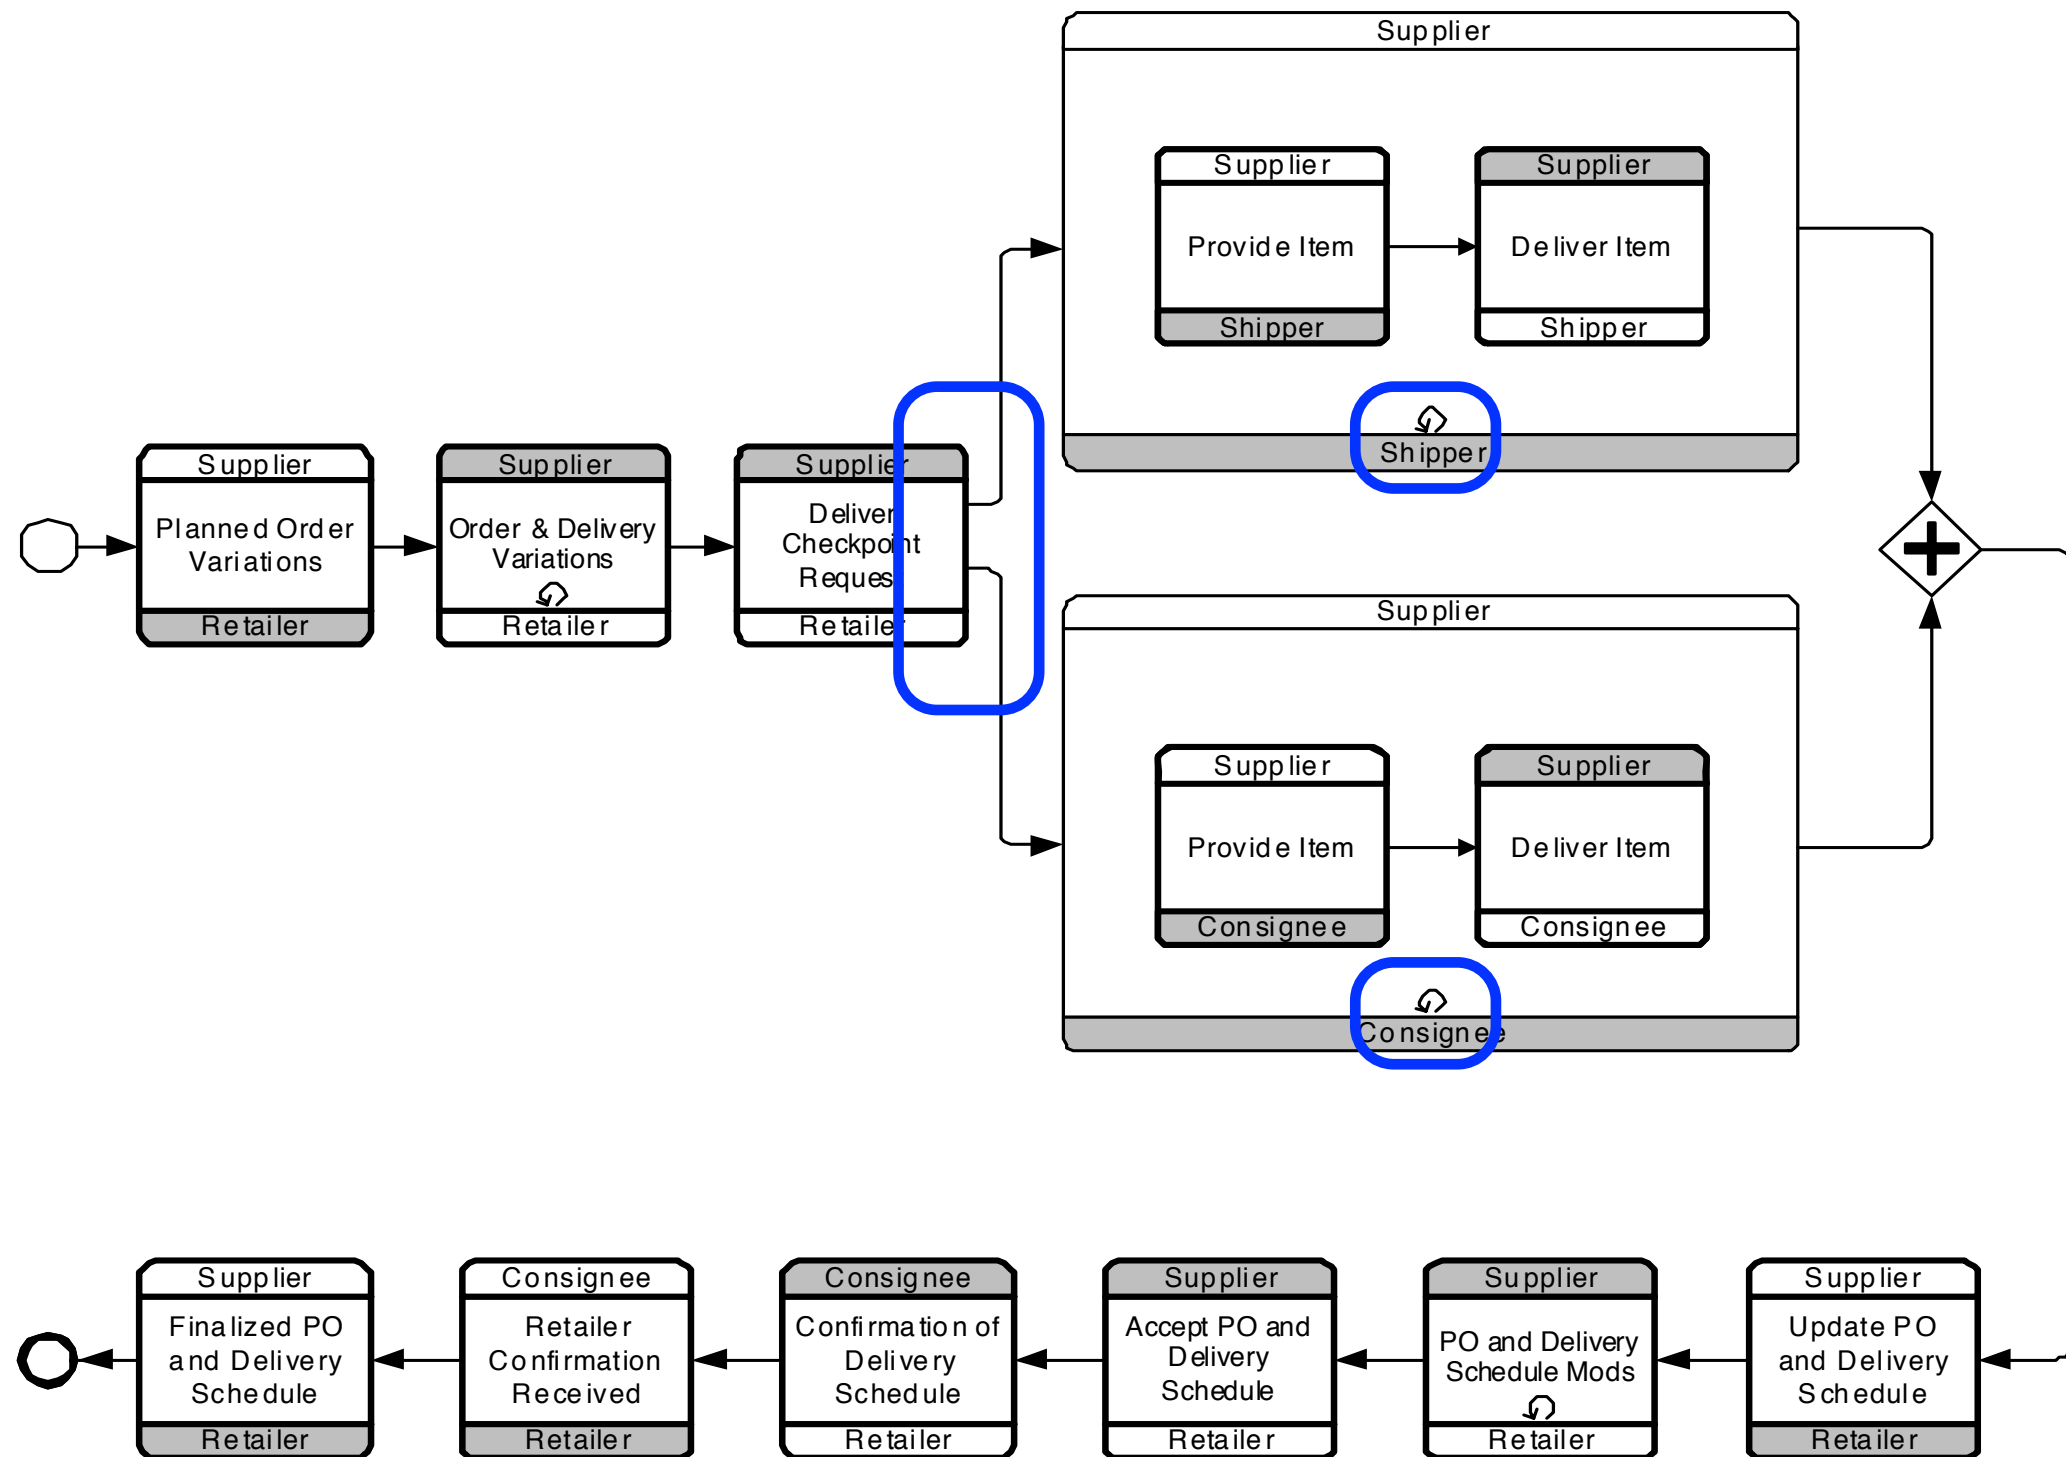 Supplier
Supplier
Provide Item
Shipper
Supplier
Deliver Item
Shipper
Shipper
Supplier
Planned Order
Variations
Retailer
Supplier
Order & Delivery
Variations
Retailer
Supplier
Deliver
Checkpoint
Request
Retailer
Supplier
Supplier
Provide Item
Consignee
Supplier
Deliver Item
Consignee
Consignee
Supplier
Finalized PO
and Delivery
Schedule
Retailer
Consignee
Retailer
Confirmation
Received
Retailer
Consignee
Confirmation of
Delivery
Schedule
Retailer
Supplier
Accept PO and
Delivery
Schedule
Retailer
Supplier
PO and Delivery
Schedule Mods
Retailer
Supplier
Update PO
and Delivery
Schedule
Retailer